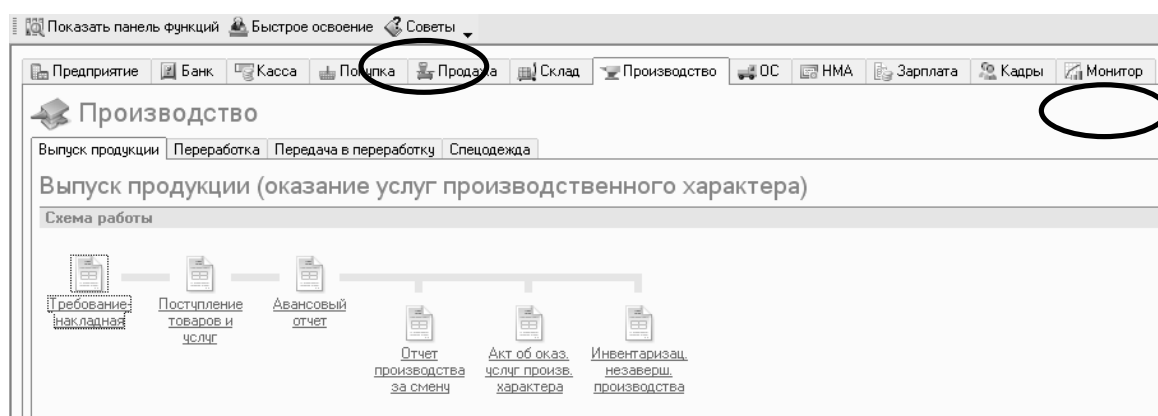 Показать панель функций Быстрое освоение Советы
Предприятие Банк Касса Покупка Продажа Склад Производство ОС НМА Зарплата Кадры Монитор
Производство
Выпуск продукции Переработка Передача в переработку Спецодежда
Выпуск продукции (оказание услуг производственного характера)
Схема работы
Требование-
накладная
Поступление
товаров и
услуг
Авансовый
отчет
Отчет
производства
за смену
Акт об оказ.
услуг произв.
характера
Инвентаризац.
незаверш.
производства